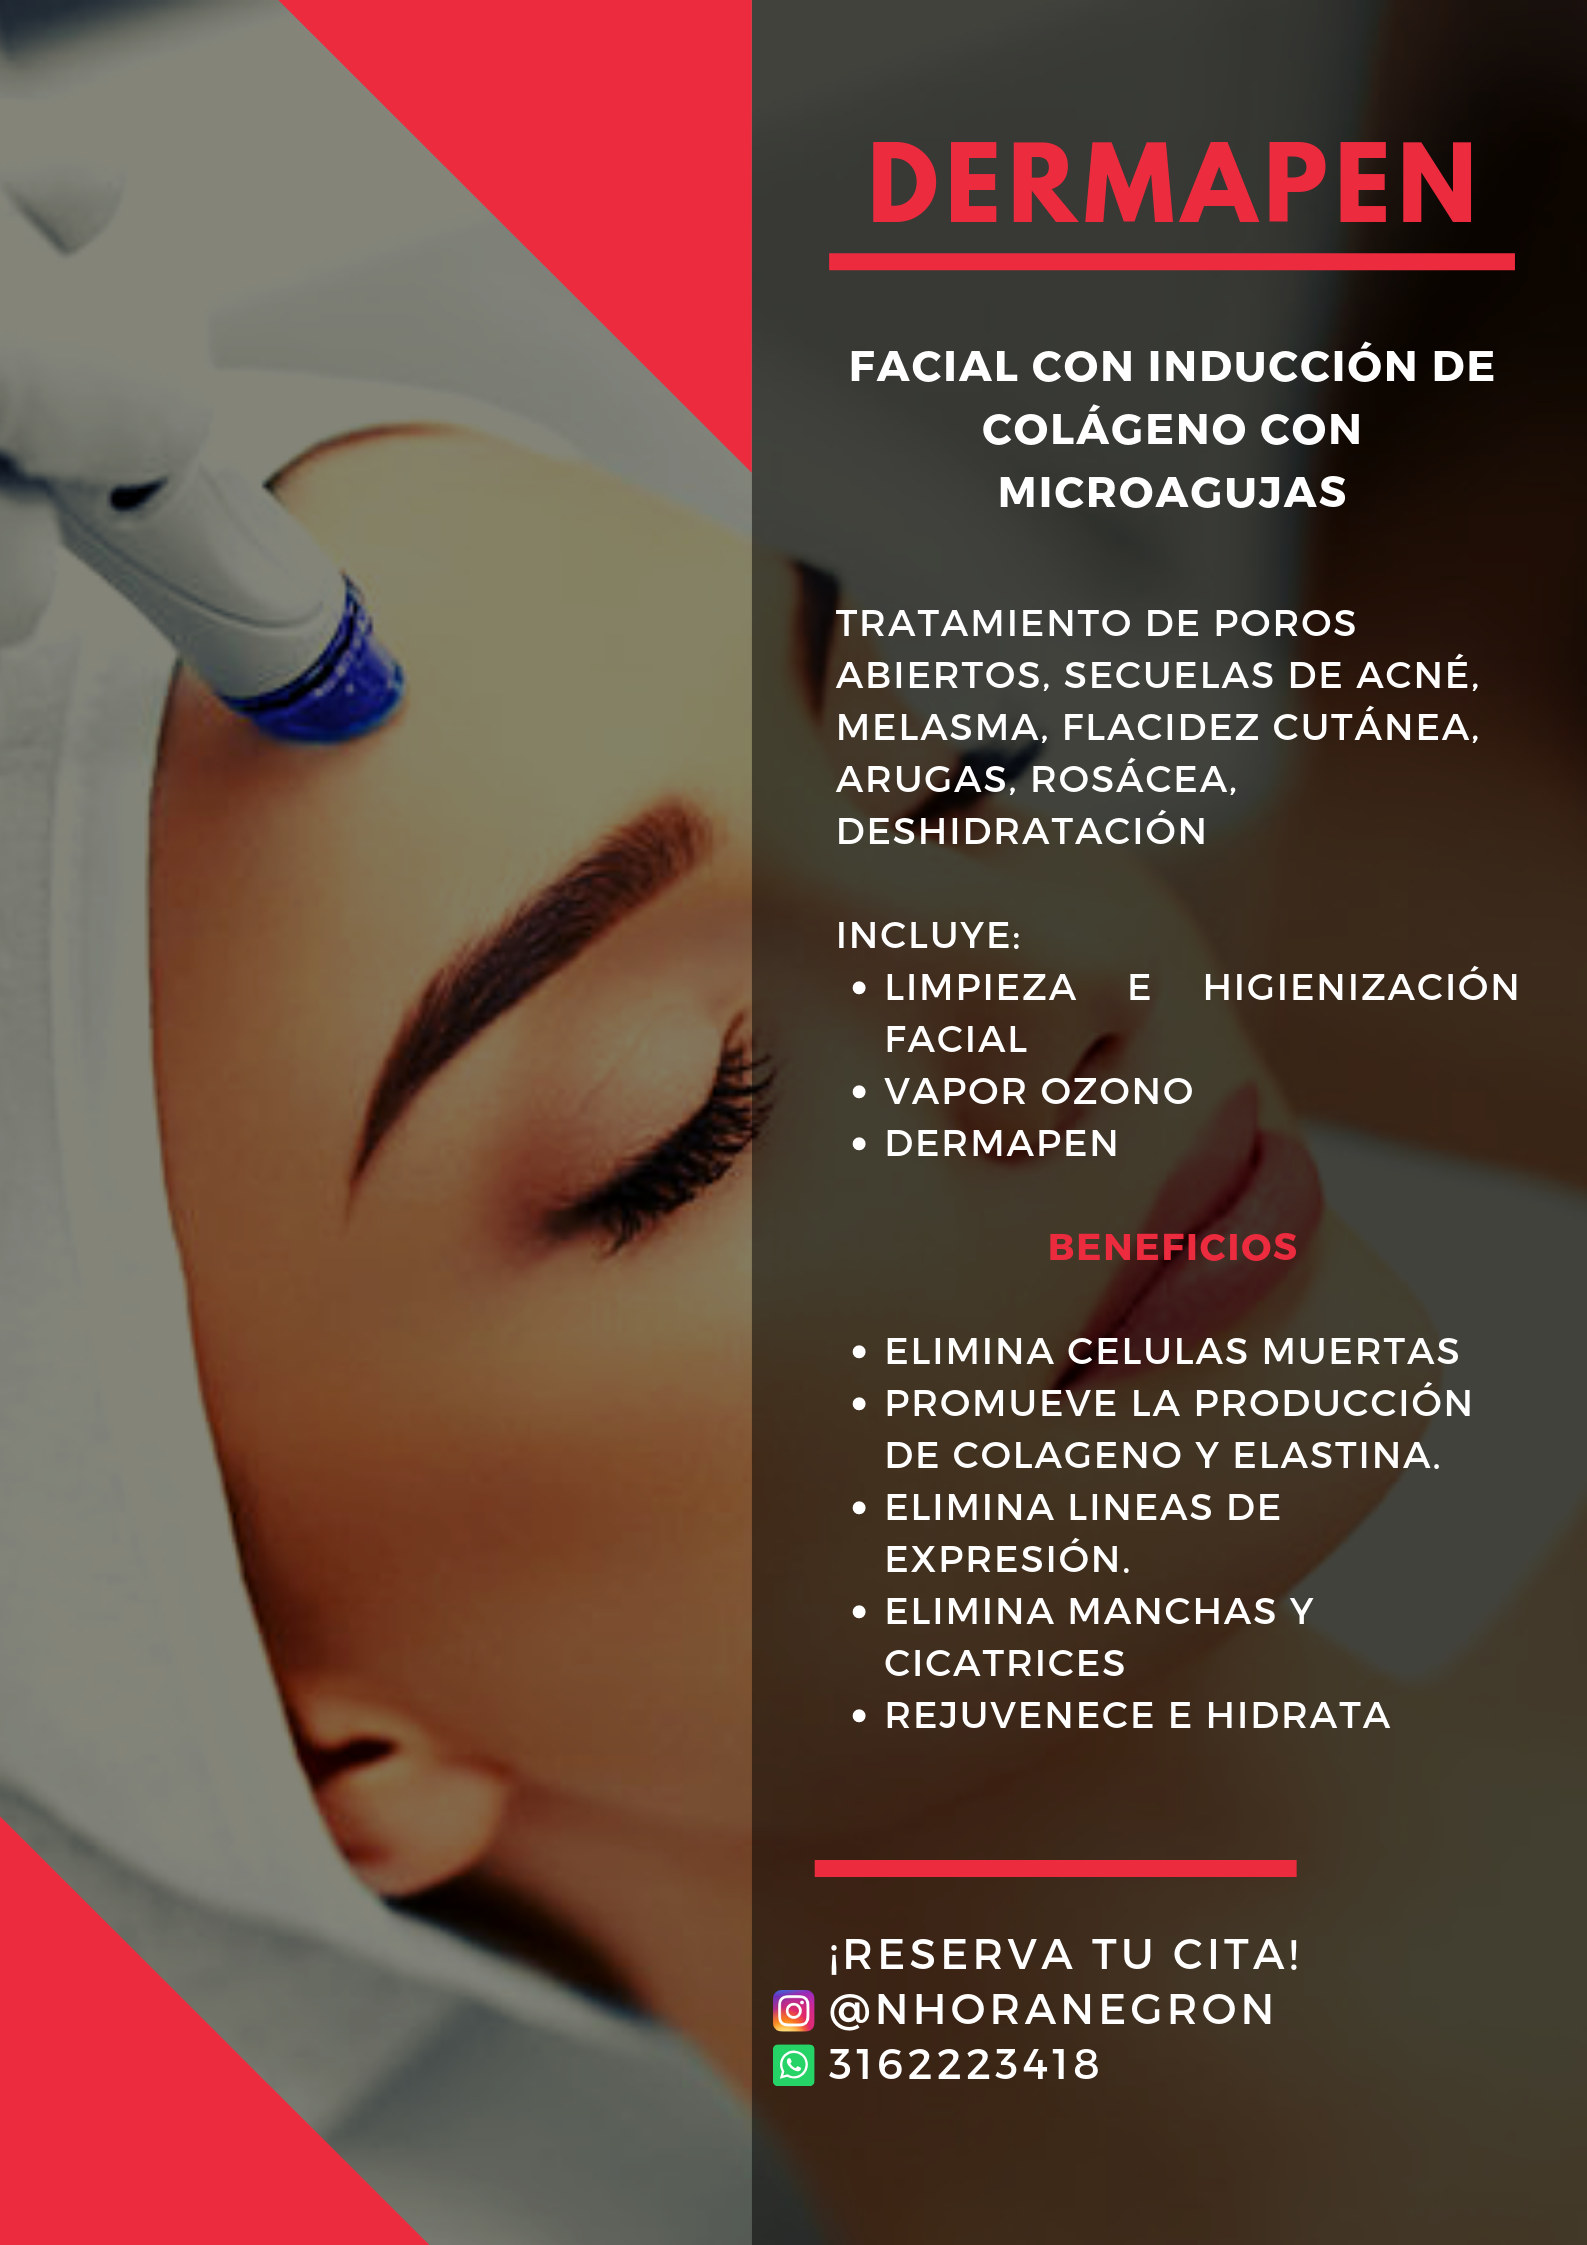 DERMAPEN
FACIAL CON INDUCCIÓN DE
COLÁGENO CON
MICROAGUJAS
TRATAMIENTO DE POROS
ABIERTOS, SECUELAS DE ACNÉ,
MELASMA, FLACIDEZ CUTÁNEA,
ARUGAS, ROSÁCEA,
DESHIDRATACIÓN
INCLUYE:
• LIMPIEZA E HIGIENIZACIÓN
FACIAL
• VAPOR OZONO
• DERMAPEN
BENEFICIOS
• ELIMINA CELULAS MUERTAS
• PROMUEVE LA PRODUCCIÓN
DE COLAGENO Y ELASTINA.
• ELIMINA LINEAS DE
EXPRESIÓN.
• ELIMINA MANCHAS Y
CICATRICES
• REJUVENECE E HIDRATA
¡RESERVA TU CITA!
@NHORANEGRON
3162223418